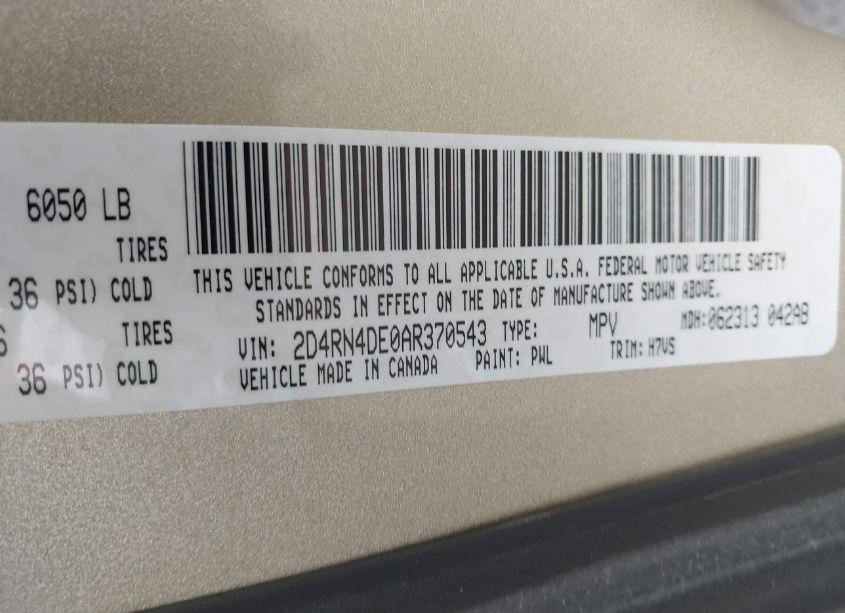 6050 LB
TIRES
36 PSI) COLD
TIRES
36 PSI) COLD
THIS VEHICLE CONFORMS TO ALL APPLICABLE U.S.A. FEDERAL MOTOR VEHICLE SAFETY
STANDARDS IN EFFECT ON THE DATE OF MANUFACTURE SHOWN ABOVE.
VIN: 2D4RN4DE0AR370543 TYPE: MPV MDH:062313 042AB
VEHICLE MADE IN CANADA PAINT: PWL TRIM: H7VS